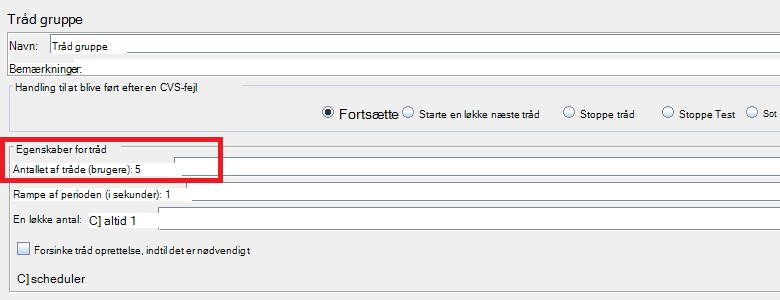 Tråd gruppe
Navn: Tråd gruppe
Bemærkninger:
Handling til at blive ført efter en CVS-fejl
Fortsætte Starte en løkke næste tråd Stoppe tråd Stoppe Test Sot
Egenskaber for tråd
Antallet af tråde (brugere): 5
Rampe af perioden (i sekunder): 1
En løkke antal: C] altid 1
Forsinke tråd oprettelse, indtil det er nødvendigt
C] scheduler